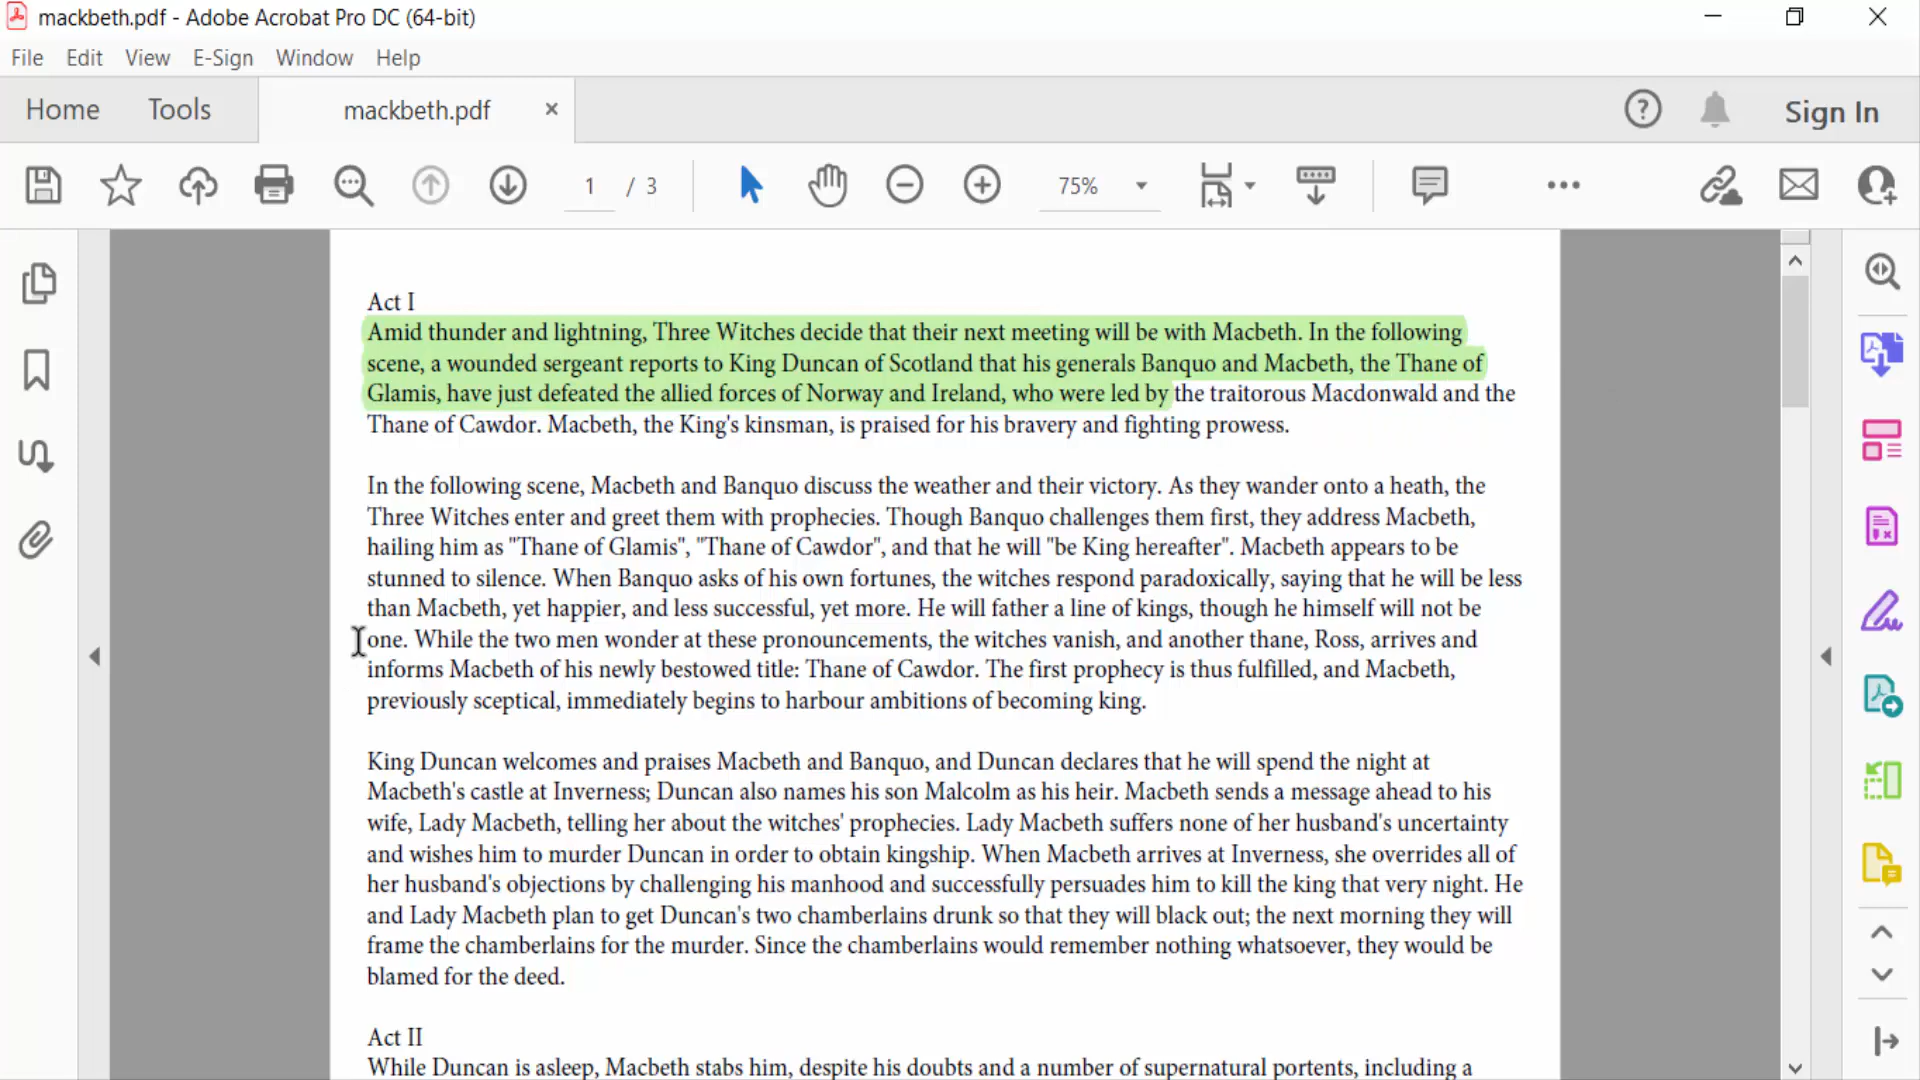 mackbeth.pdf - Adobe Acrobat Pro DC (64-bit)
File Edit View E-Sign Window Help
Home Tools mackbeth.pdf × Sign In
1 / 3 75%
Act I
Amid thunder and lightning, Three Witches decide that their next meeting will be with Macbeth. In the following
scene, a wounded sergeant reports to King Duncan of Scotland that his generals Banquo and Macbeth, the Thane of
Glamis, have just defeated the allied forces of Norway and Ireland, who were led by the traitorous Macdonwald and the
Thane of Cawdor. Macbeth, the King's kinsman, is praised for his bravery and fighting prowess.
In the following scene, Macbeth and Banquo discuss the weather and their victory. As they wander onto a heath, the
Three Witches enter and greet them with prophecies. Though Banquo challenges them first, they address Macbeth,
hailing him as "Thane of Glamis", "Thane of Cawdor", and that he will "be King hereafter". Macbeth appears to be
stunned to silence. When Banquo asks of his own fortunes, the witches respond paradoxically, saying that he will be less
than Macbeth, yet happier, and less successful, yet more. He will father a line of kings, though he himself will not be
one. While the two men wonder at these pronouncements, the witches vanish, and another thane, Ross, arrives and
informs Macbeth of his newly bestowed title: Thane of Cawdor. The first prophecy is thus fulfilled, and Macbeth,
previously sceptical, immediately begins to harbour ambitions of becoming king.
King Duncan welcomes and praises Macbeth and Banquo, and Duncan declares that he will spend the night at
Macbeth's castle at Inverness; Duncan also names his son Malcolm as his heir. Macbeth sends a message ahead to his
wife, Lady Macbeth, telling her about the witches' prophecies. Lady Macbeth suffers none of her husband's uncertainty
and wishes him to murder Duncan in order to obtain kingship. When Macbeth arrives at Inverness, she overrides all of
her husband's objections by challenging his manhood and successfully persuades him to kill the king that very night. He
and Lady Macbeth plan to get Duncan's two chamberlains drunk so that they will black out; the next morning they will
frame the chamberlains for the murder. Since the chamberlains would remember nothing whatsoever, they would be
blamed for the deed.
Act II
While Duncan is asleep, Macbeth stabs him, despite his doubts and a number of supernatural portents, including a